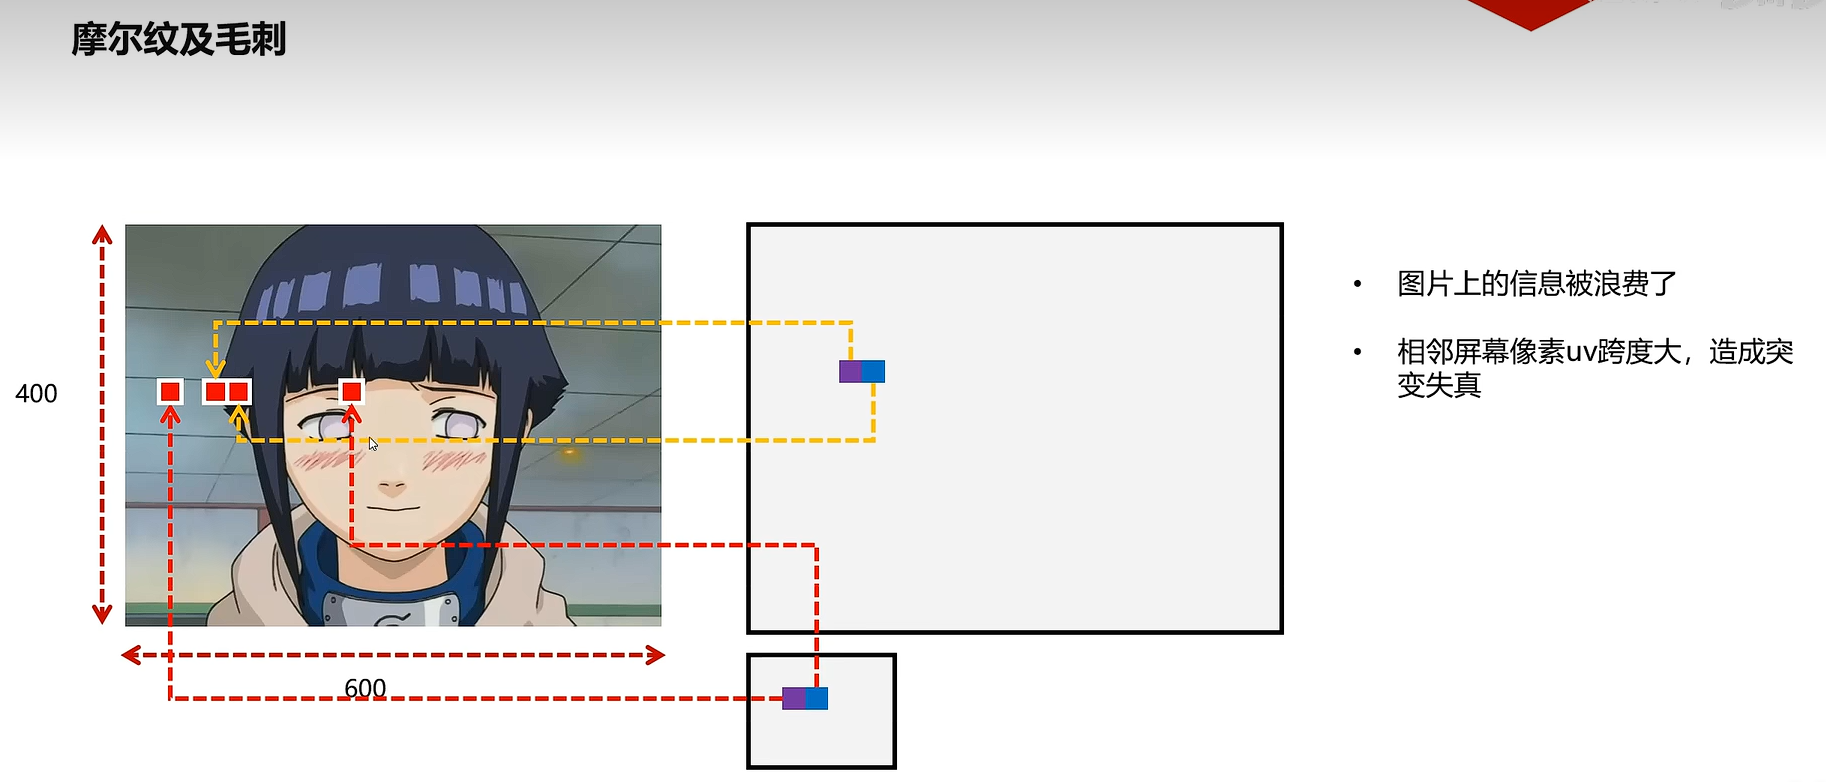 摩尔纹及毛刺
400
600
• 图片上的信息被浪费了
• 相邻屏幕像素uv跨度大，造成突
变失真